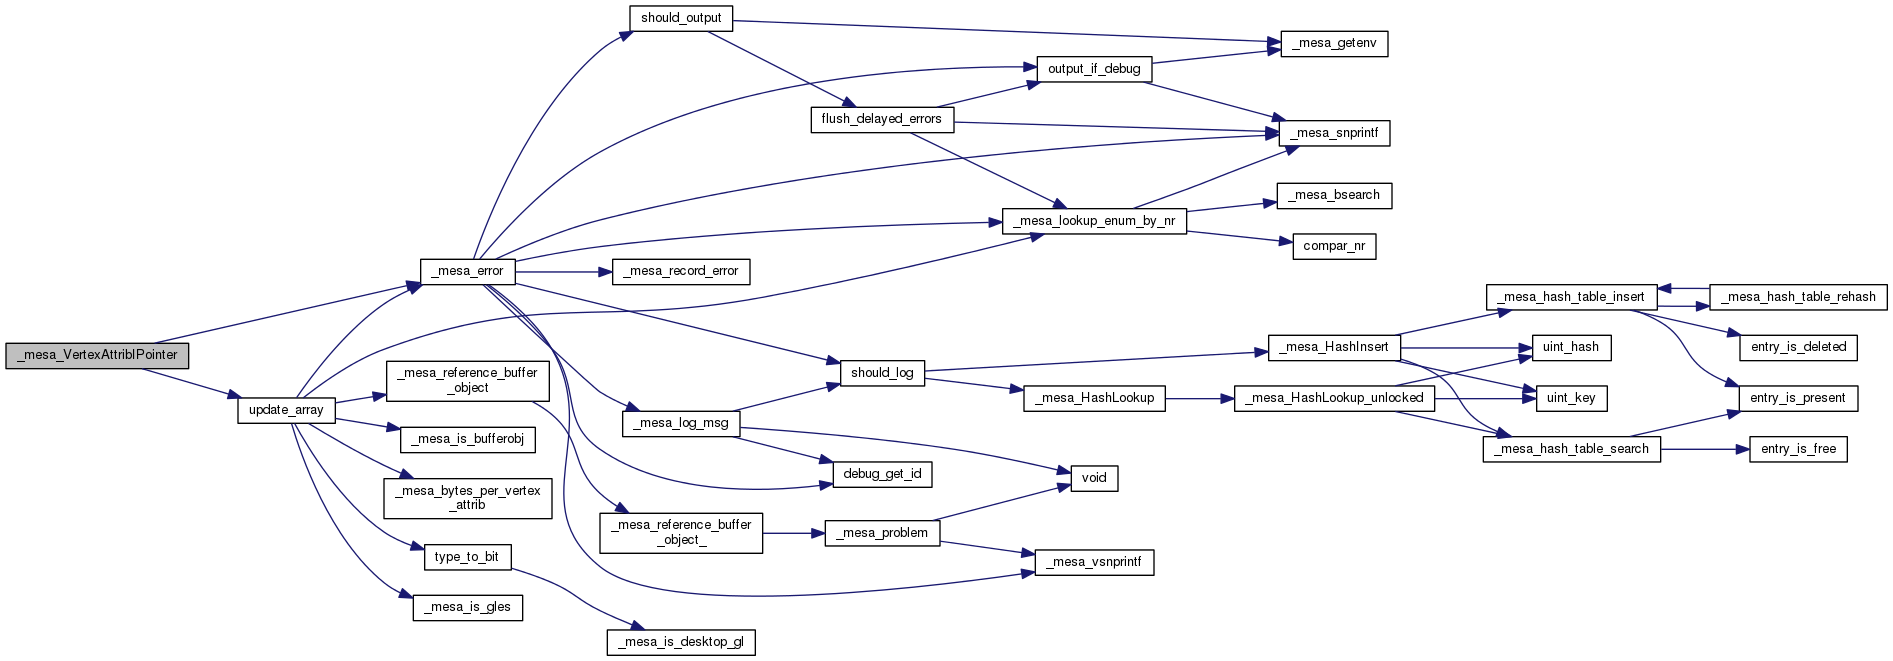 should_output
_mesa_getenv
output_if_debug
flush_delayed_errors
_mesa_snprintf
_mesa_bsearch
_mesa_lookup_enum_by_nr
compar_nr
_mesa_error
_mesa_record_error
_mesa_hash_table_insert
_mesa_hash_table_rehash
_mesa_VertexAttribIPointer
_mesa_HashInsert
uint_hash
entry_is_deleted
should_log
_mesa_reference_buffer
_object
_mesa_HashLookup
_mesa_HashLookup_unlocked
uint_key
entry_is_present
update_array
_mesa_log_msg
_mesa_is_bufferobj
_mesa_hash_table_search
entry_is_free
debug_get_id
void
_mesa_bytes_per_vertex
_attrib
_mesa_reference_buffer
_object_
_mesa_problem
type_to_bit
_mesa_vsnprintf
_mesa_is_gles
_mesa_is_desktop_gl